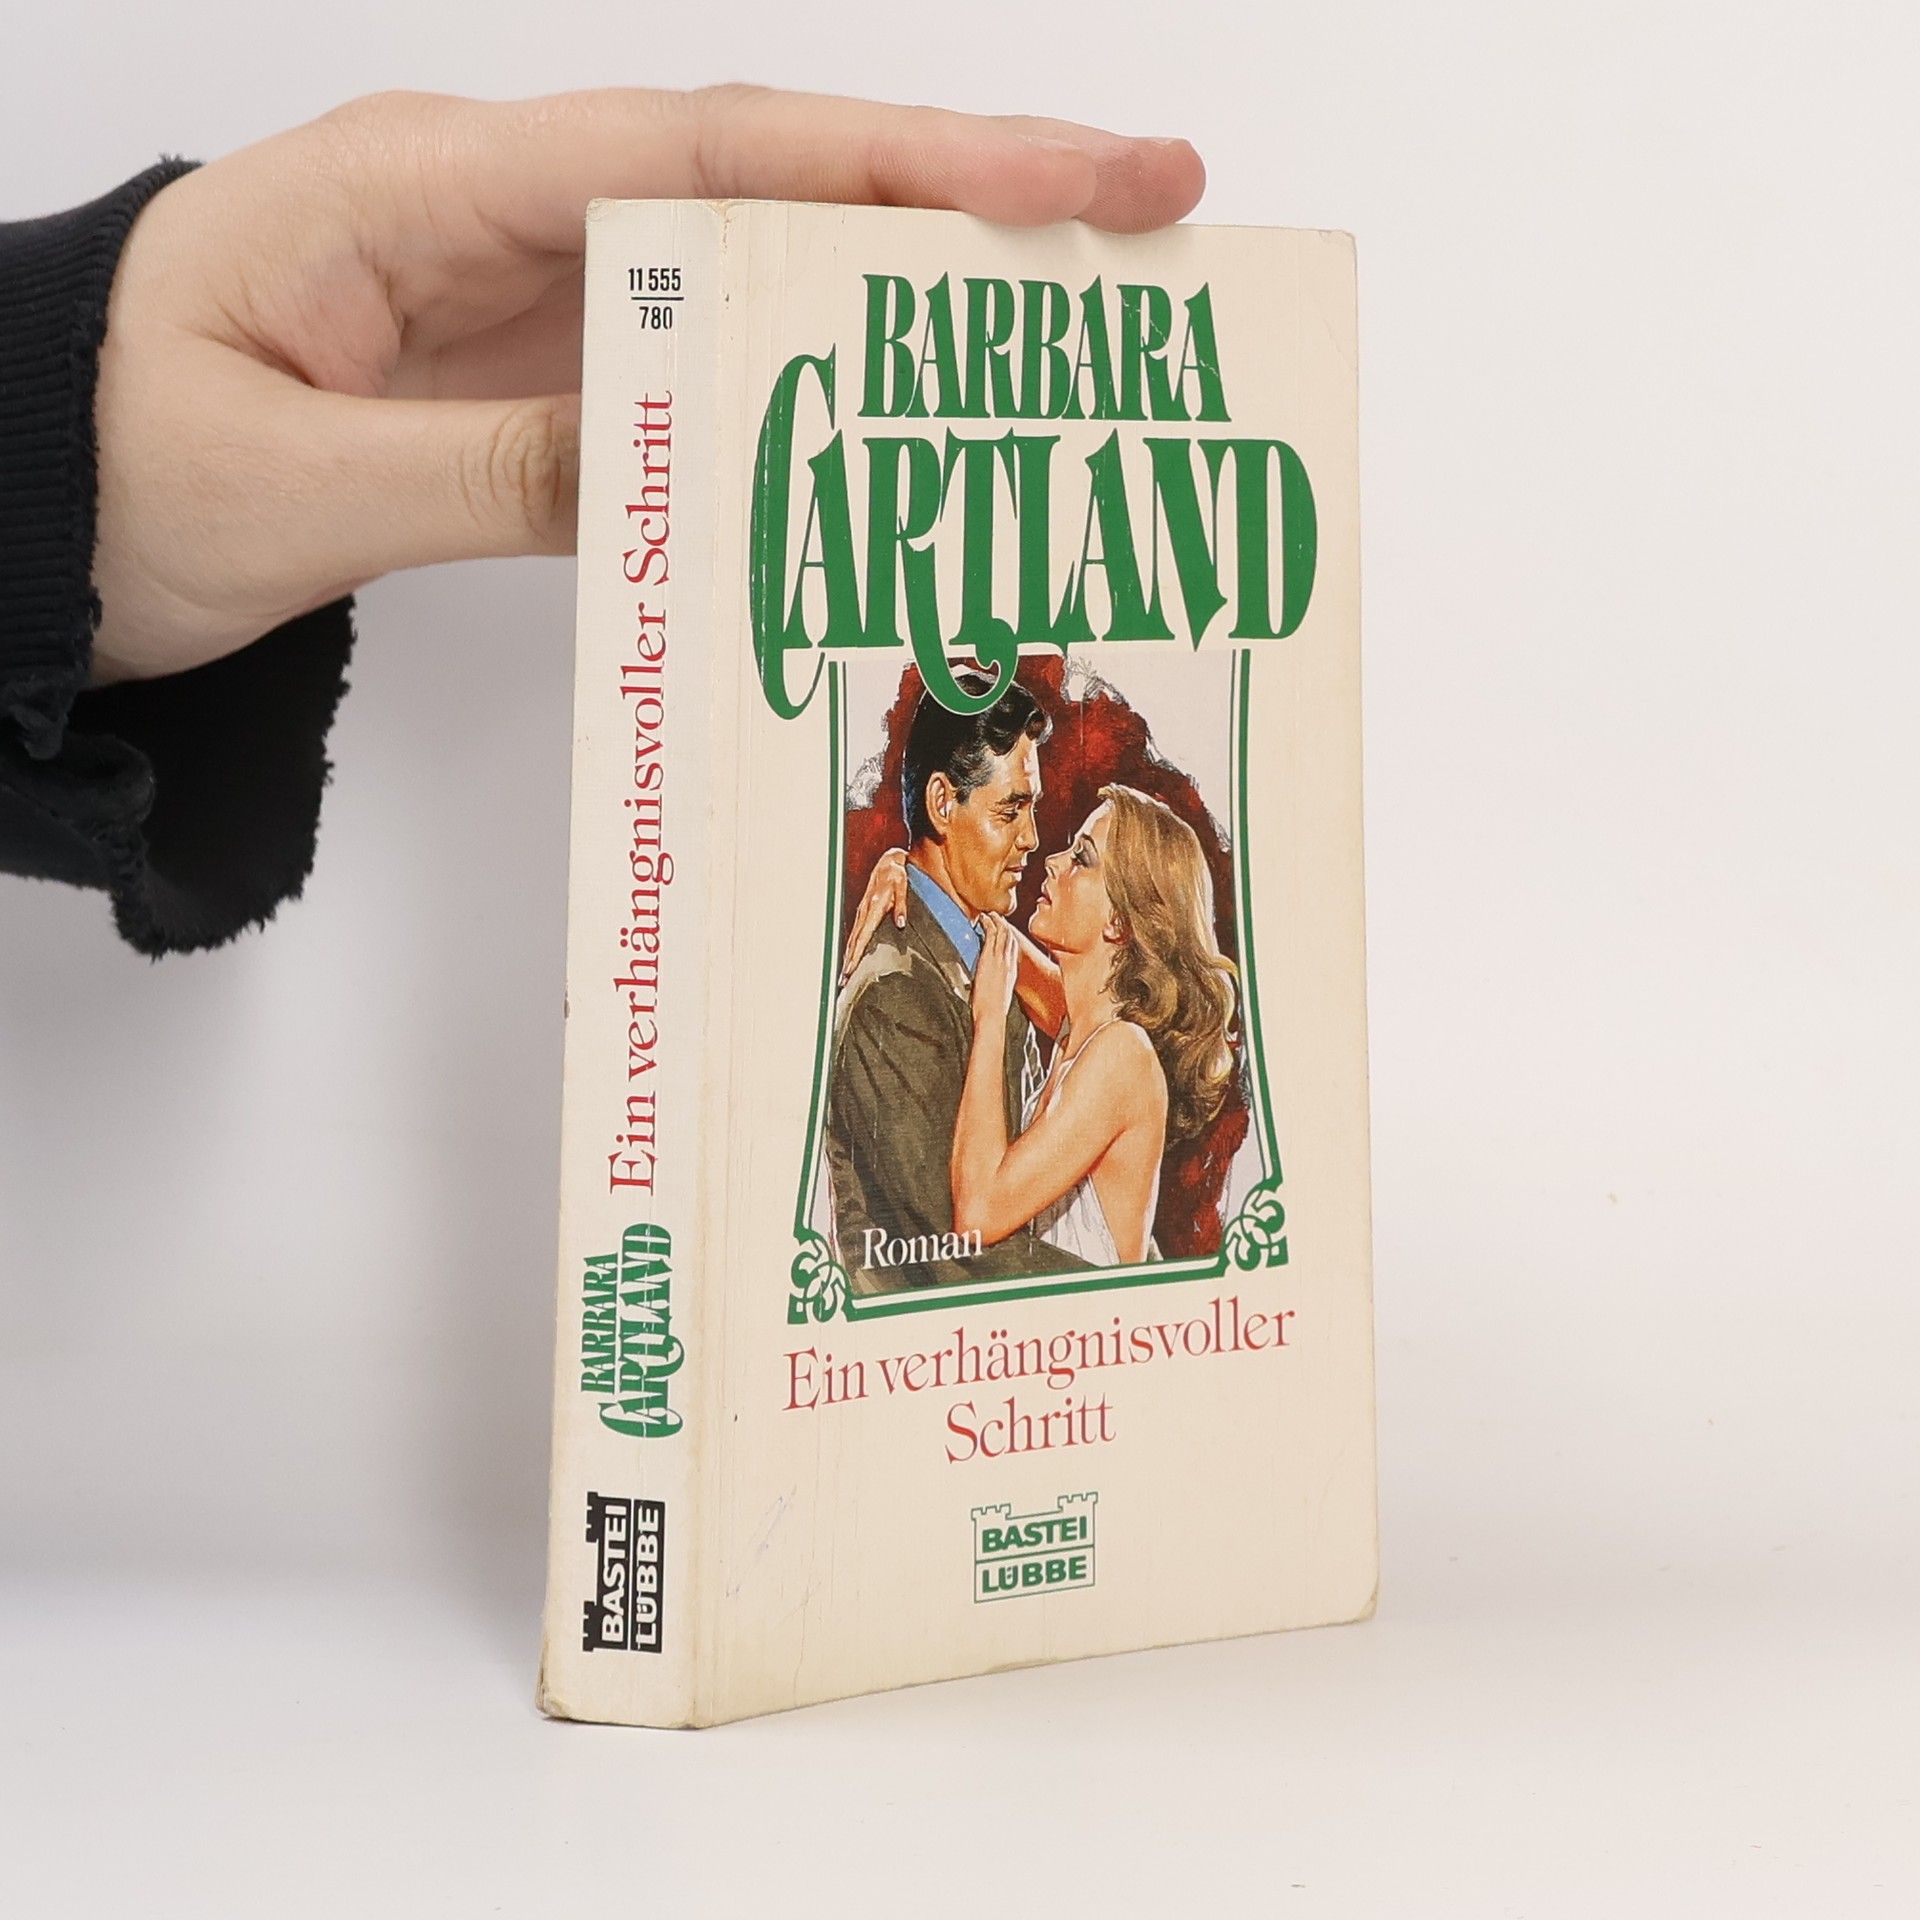 11 555
780
Ein verhängnisvoller Schritt
BARBARA
CARTLAND
BASTEI
LÜBBE
BARBARA
CARTLAND
Roman
Ein verhängnisvoller
Schritt
BASTEI
LÜBBE